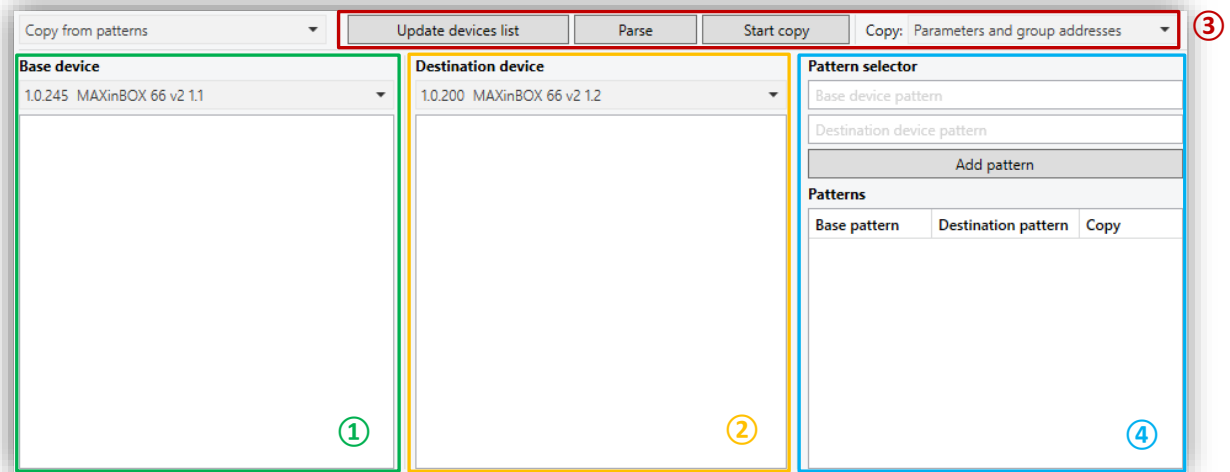 Copy from patterns
Update devices list
Parse
Start copy
Copy: Parameters and group addresses
③
Base device
1.0.245 MAXinBOX 66 v2 1.1
①
Destination device
1.0.200 MAXinBOX 66 v2 1.2
②
Pattern selector
Base device pattern
Destination device pattern
Add pattern
Patterns
Base pattern Destination pattern Copy
④